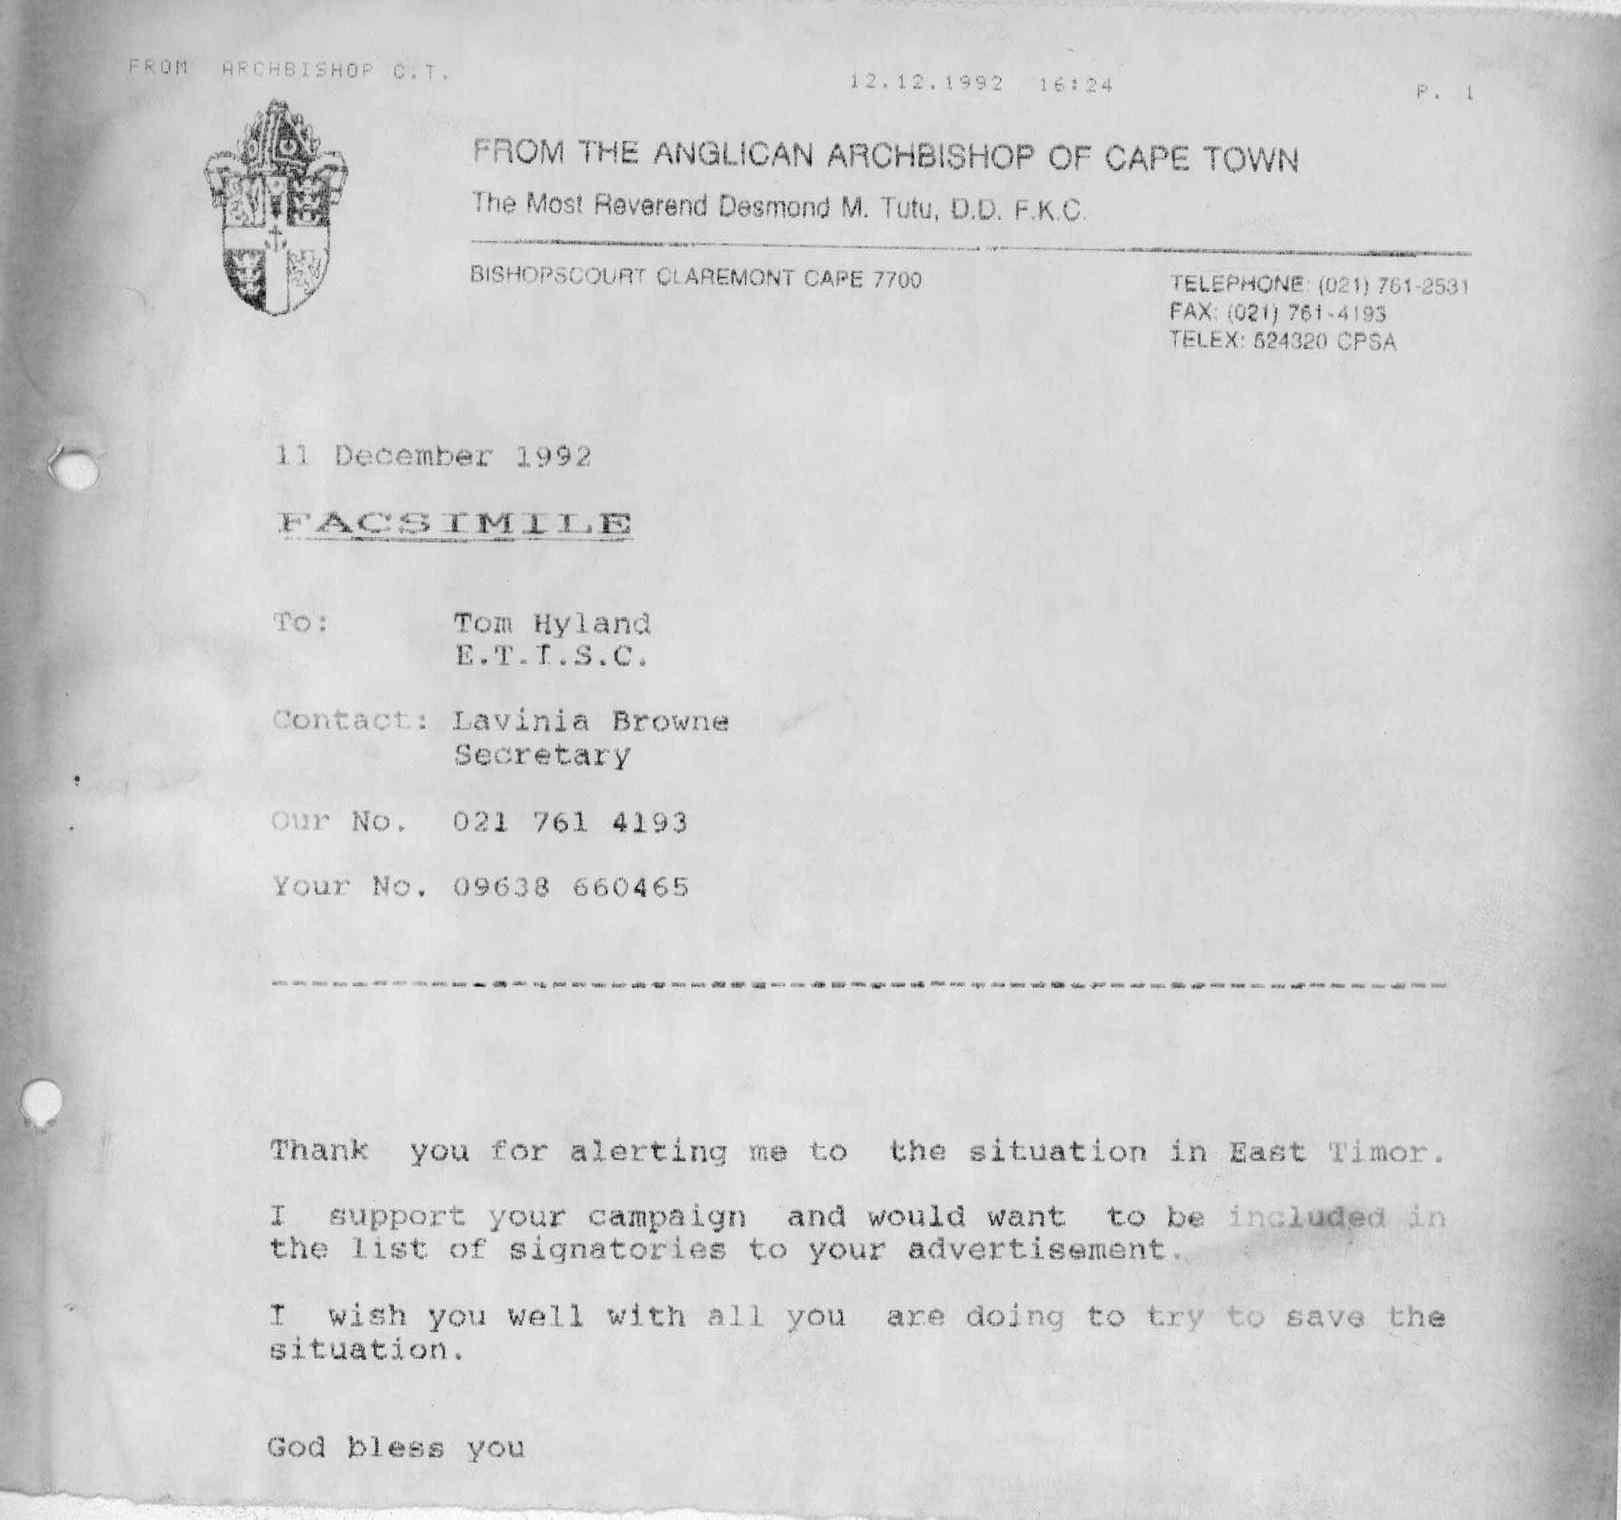 FROM ARCHBISHOP C.T. 12.12.1992 16:24 P. 1
FROM THE ANGLICAN ARCHBISHOP OF CAPE TOWN
The Most Reverend Desmond M. Tutu, D.D. F.K.C.
BISHOPSCOURT CLAREMONT CAPE 7700
TELEPHONE: (021) 761-2531
FAX: (021) 761-4193
TELEX: 524320 CPSA
11 December 1992
FACSIMILE
To: Tom Hyland
E.T.I.S.C.
Contact: Lavinia Browne
Secretary
Our No. 021 761 4193
Your No. 09638 660465
Thank you for alerting me to the situation in East Timor.
I support your campaign and would want to be included in
the list of signatories to your advertisement.
I wish you well with all you are doing to try to save the
situation.
God bless you